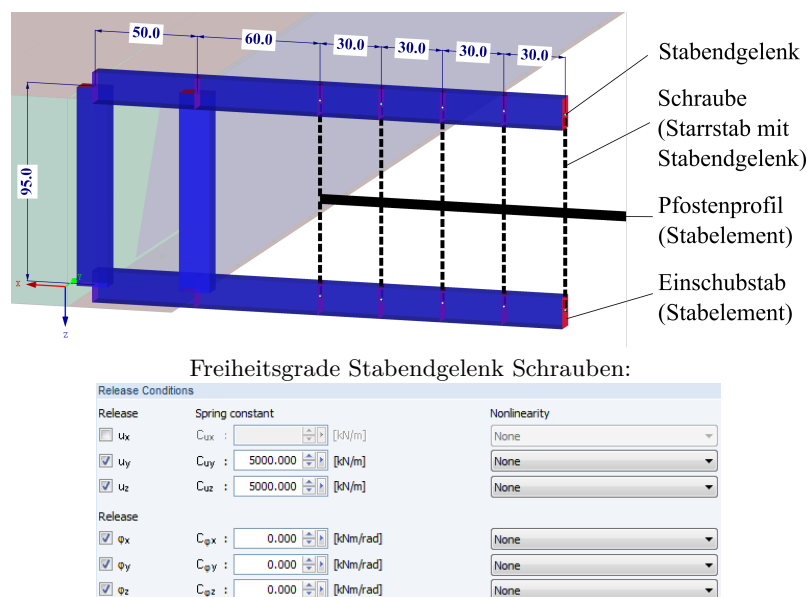 50.0 60.0 30.0 30.0 30.0 30.0
Stabendgelenk
Schraube
(Starrstab mit
Stabendgelenk)
95.0
Pfostenprofil
(Stabelement)
Einschubstab
(Stabelement)
x
z
Freiheitsgrade Stabendgelenk Schrauben:
Release Conditions
Release Spring constant Nonlinearity
ux Cux : [kN/m] None
uy Cuy : 5000.000 [kN/m] None
uz Cuz : 5000.000 [kN/m] None
Release
φx Cφx : 0.000 [kNm/rad] None
φy Cφy : 0.000 [kNm/rad] None
φz Cφz : 0.000 [kNm/rad] None